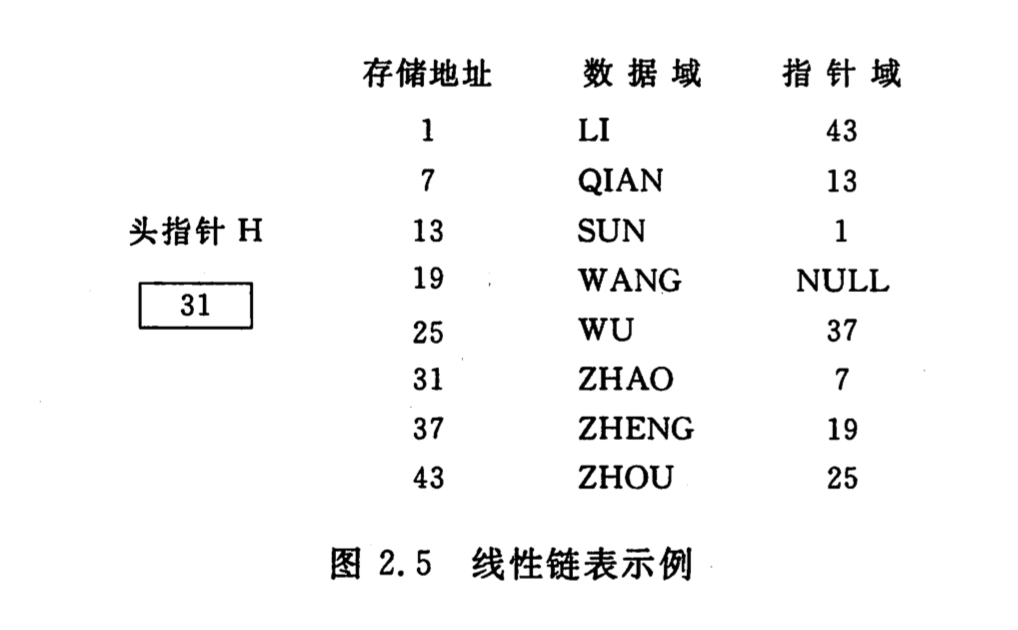 存储地址 数据域 指针域
1 LI 43
7 QIAN 13
头指针 H 13 SUN 1
19 WANG NULL
31
25 WU 37
31 ZHAO 7
37 ZHENG 19
43 ZHOU 25
图 2.5 线性链表示例